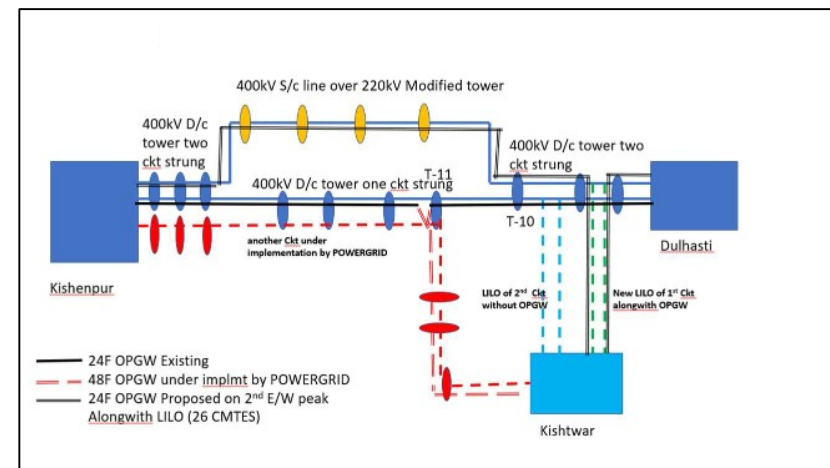 400kV S/c line over 220kV Modified tower
400kV D/c
tower two
ckt strung
400kV D/c tower two
ckt strung
400kV D/c tower one ckt strung
T-11
T-10
another Ckt under
implementation by POWERGRID
Kishenpur
Dulhasti
LILO of 2nd Ckt
without OPGW
New LILO of 1st Ckt
alongwith OPGW
24F OPGW Existing
48F OPGW under implmt by POWERGRID
24F OPGW Proposed on 2nd E/W peak
Alongwith LILO (26 CMTES)
Kishtwar